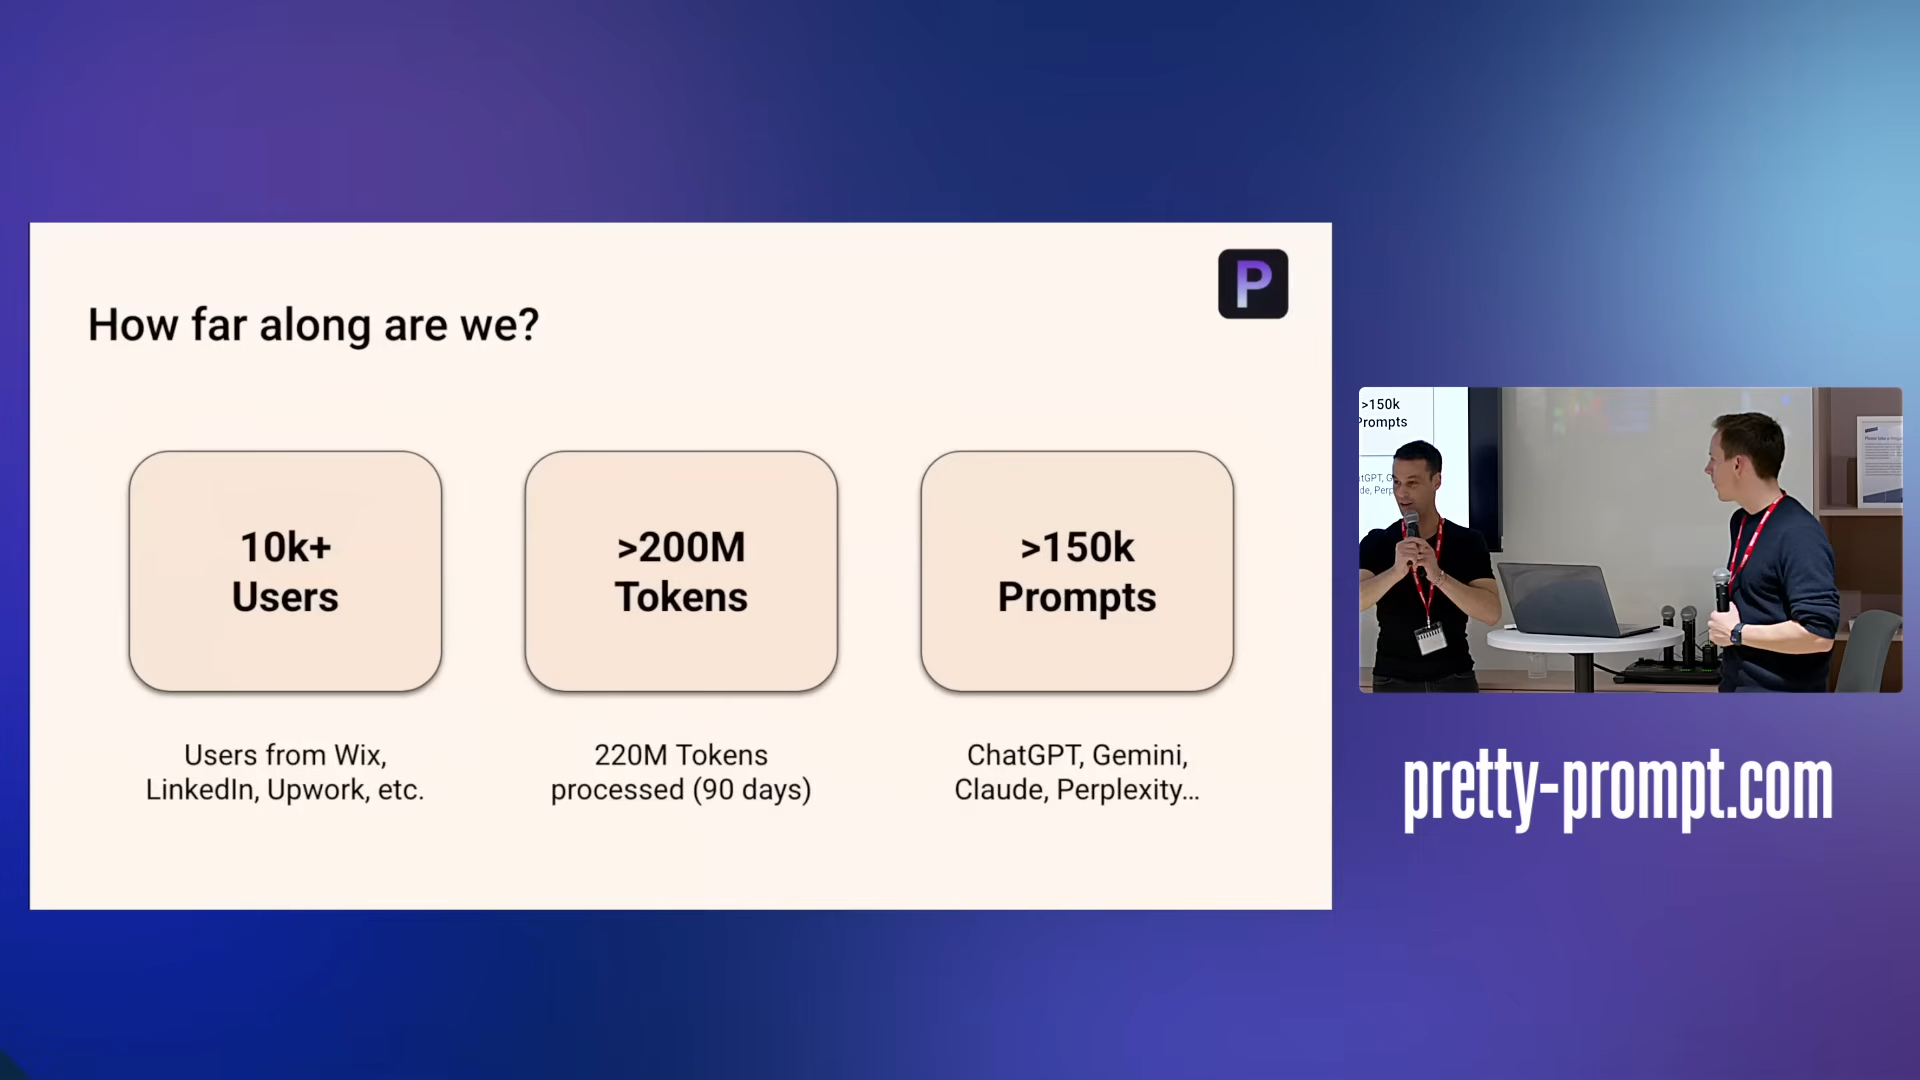 P
How far along are we?
10k+
Users
>200M
Tokens
>150k
Prompts
Users from Wix,
LinkedIn, Upwork, etc.
220M Tokens
processed (90 days)
ChatGPT, Gemini,
Claude, Perplexity...
>150k
Prompts
pretty-prompt.com